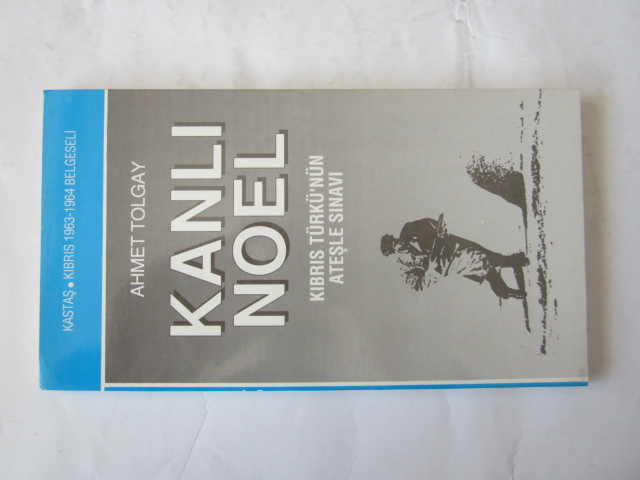 KASTAŞ • KIBRIS 1963-1964 BELGESELİ
AHMET TOLGAY
KANLI
NOEL
KIBRIS TÜRKÜ'NÜN
ATEŞLE SINAVI